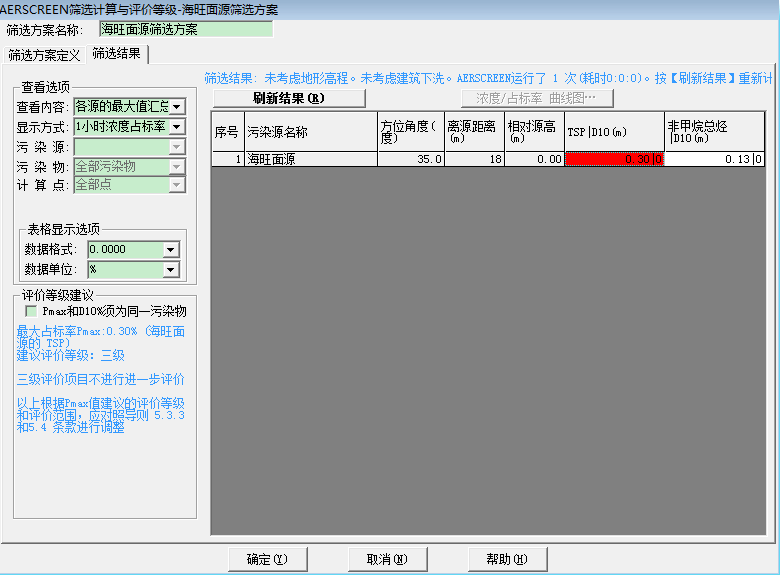 AERSCREEN筛选计算与评价等级-海旺面源筛选方案
筛选方案名称: 海旺面源筛选方案
筛选方案定义 筛选结果
筛选结果: 未考虑地形高程。未考虑建筑下洗。AERSCREEN运行了 1 次(耗时0:0:0)。按【刷新结果】重新计
刷新结果(R) 浓度/占标率 曲线图…
查看选项
查看内容: 各源的最大值汇总
显示方式: 1小时浓度占标率
污 染 源:
污 染 物: 全部污染物
计 算 点: 全部点
表格显示选项
数据格式: 0.0000
数据单位: %
评价等级建议
Pmax和D10%须为同一污染物
最大占标率Pmax:0.30% (海旺面
源的 TSP)
建议评价等级: 三级
三级评价项目不进行进一步评价
以上根据Pmax值建议的评价等级
和评价范围，应对照导则 5.3.3
和5.4 条款进行调整
序号 污染源名称 方位角度(度) 离源距离(m) 相对源高(m) TSP|D10(m) 非甲烷总烃|D10(m)
1 海旺面源 35.0 18 0.00 0.30|0 0.13|0
确定(Y) 取消(N) 帮助(H)